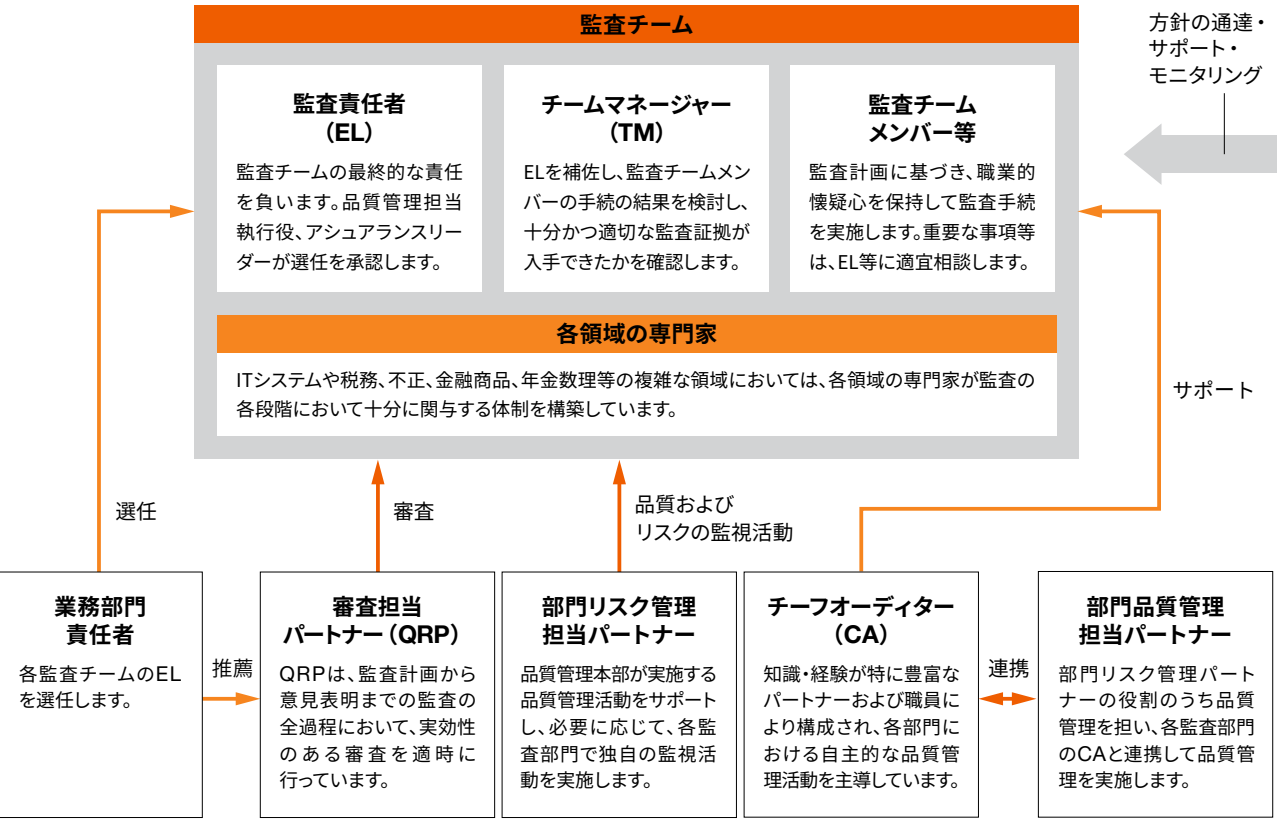 監査チーム
方針の通達・
サポート・
モニタリング
監査責任者
（EL）
監査チームの最終的な責任
を負います。品質管理担当
執行役、アシュアランスリー
ダーが選任を承認します。
チームマネージャー
（TM）
ELを補佐し、監査チームメン
バーの手続の結果を検討し、
十分かつ適切な監査証拠が
入手できたかを確認します。
監査チーム
メンバー等
監査計画に基づき、職業的
懐疑心を保持して監査手続
を実施します。重要な事項等
は、EL等に適宜相談します。
各領域の専門家
ITシステムや税務、不正、金融商品、年金数理等の複雑な領域においては、各領域の専門家が監査の
各段階において十分に関与する体制を構築しています。
サポート
選任
審査
品質および
リスクの監視活動
業務部門
責任者
各監査チームのEL
を選任します。
推薦
審査担当
パートナー（QRP）
QRPは、監査計画から
意見表明までの監査の
全過程において、実効性
のある審査を適時に
行っています。
部門リスク管理
担当パートナー
品質管理本部が実施する
品質管理活動をサポート
し、必要に応じて、各監
査部門で独自の監視活
動を実施します。
チーフオーディター
（CA）
知識・経験が特に豊富な
パートナーおよび職員に
より構成され、各部門に
おける自主的な品質管
理活動を主導しています。
連携
部門品質管理
担当パートナー
部門リスク管理パート
ナーの役割のうち品質
管理を担い、各監査部門
のCAと連携して品質管
理を実施します。